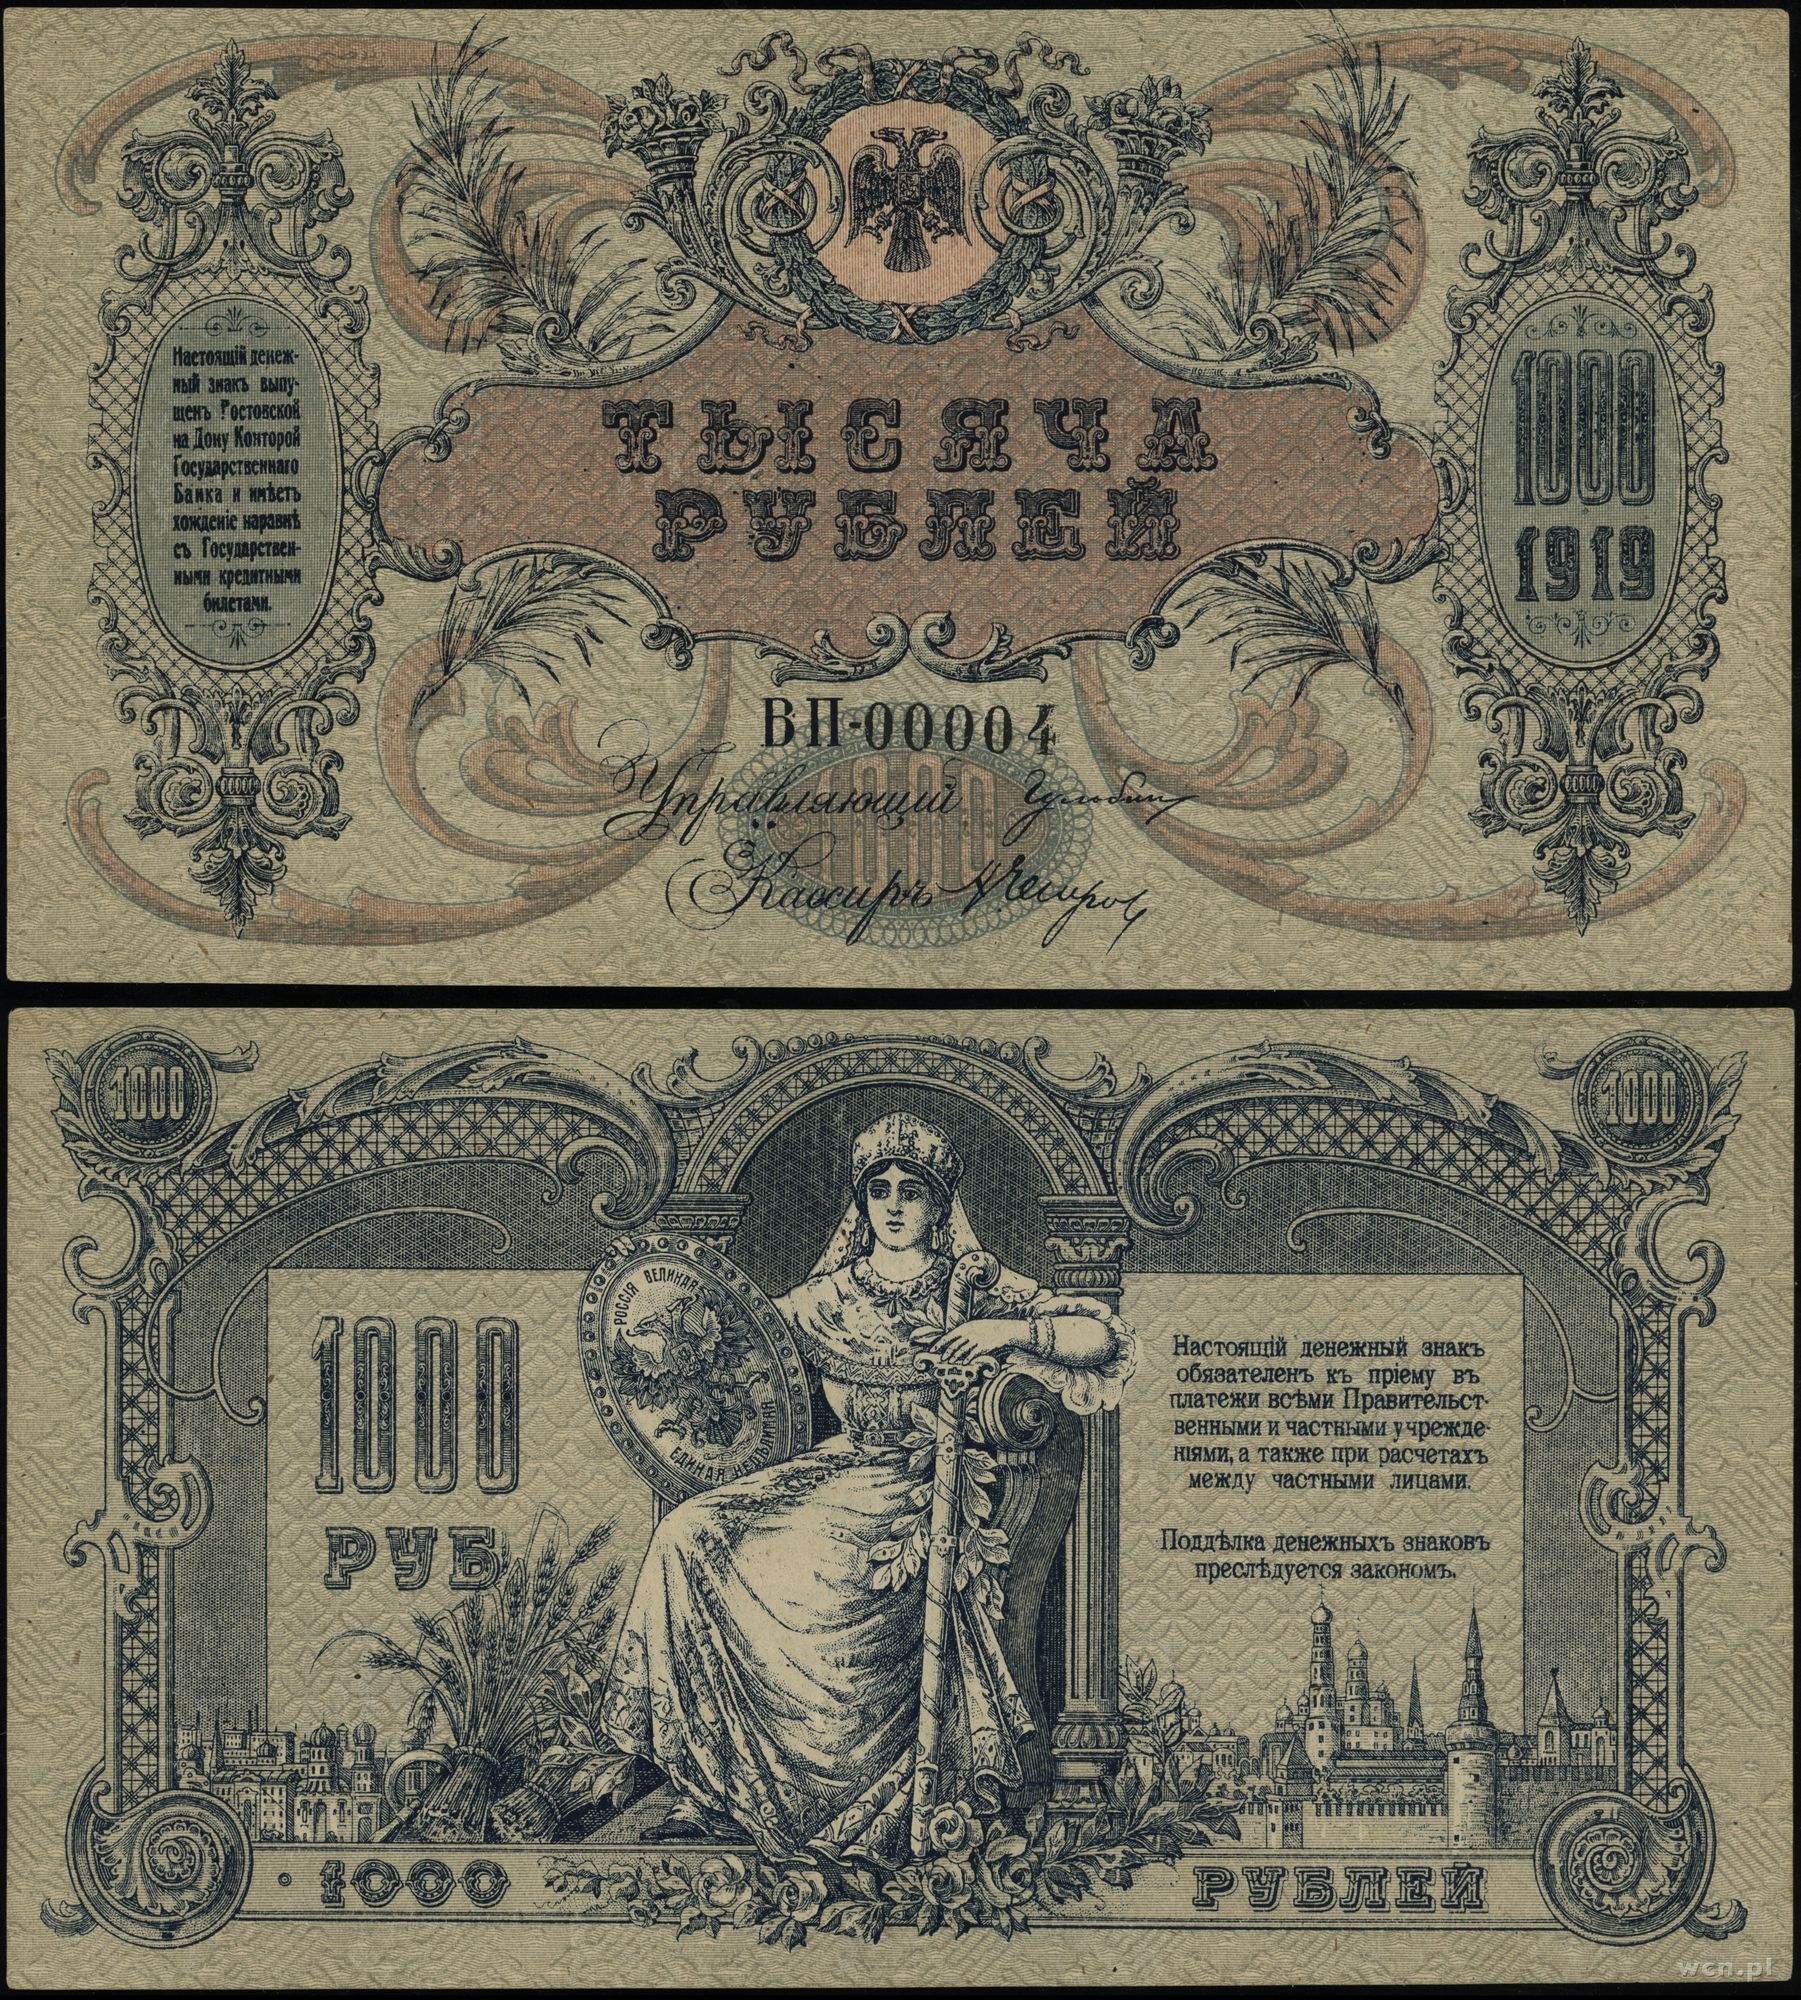 Настоящій денеж-
ный знакъ выпу-
щенъ Ростовской
на Дону Конторой
Государственнаго
Банка и имѣетъ
хожденіе наравнѣ
съ Государствен-
ными кредитными
билетами.
ТЫСЯЧА
РУБЛЕЙ
1000
1919
ВП-00004
1000
Управляющій
Кассиръ
1000
1000
РОССІЯ ВЕЛИКАЯ
ЕДИНАЯ НЕДѢЛИМАЯ
1000
РУБ
Настоящій денежный знакъ
обязателенъ къ пріему въ
платежи всѣми Правительст-
венными и частными учрежде-
ніями, а также при расчетахъ
между частными лицами.
Поддѣлка денежныхъ знаковъ
преслѣдуется закономъ.
1000
РУБЛЕЙ
wcn.pl